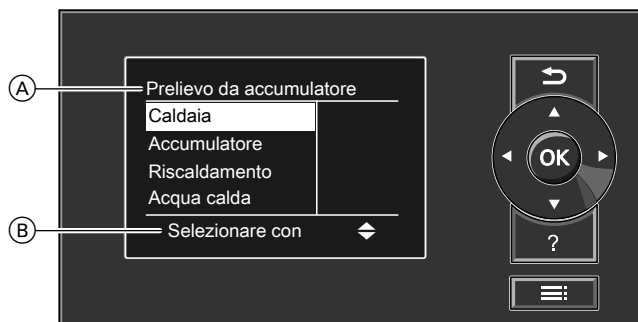 A
Prelievo da accumulatore
Caldaia
Accumulatore
Riscaldamento
Acqua calda
B
Selezionare con
OK
?